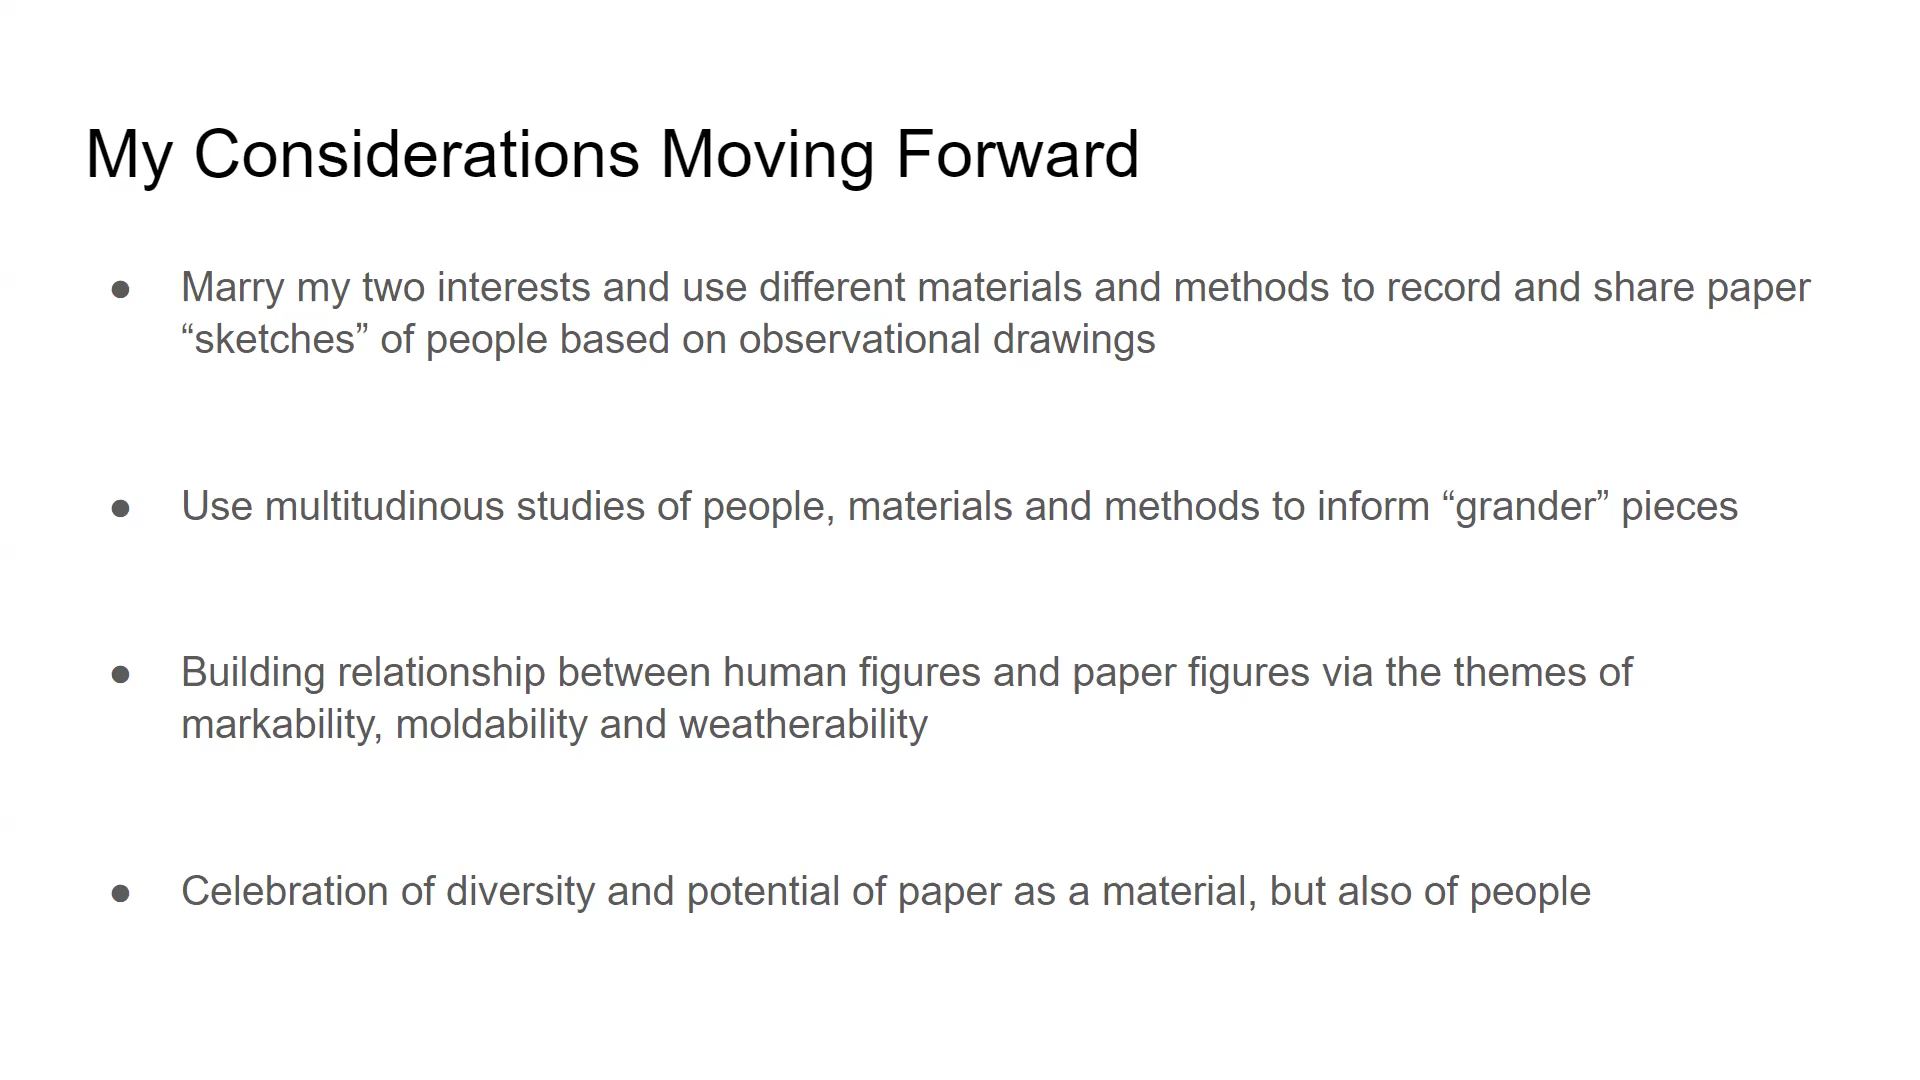 My Considerations Moving Forward
● Marry my two interests and use different materials and methods to record and share paper
“sketches” of people based on observational drawings
● Use multitudinous studies of people, materials and methods to inform “grander” pieces
● Building relationship between human figures and paper figures via the themes of
markability, moldability and weatherability
● Celebration of diversity and potential of paper as a material, but also of people